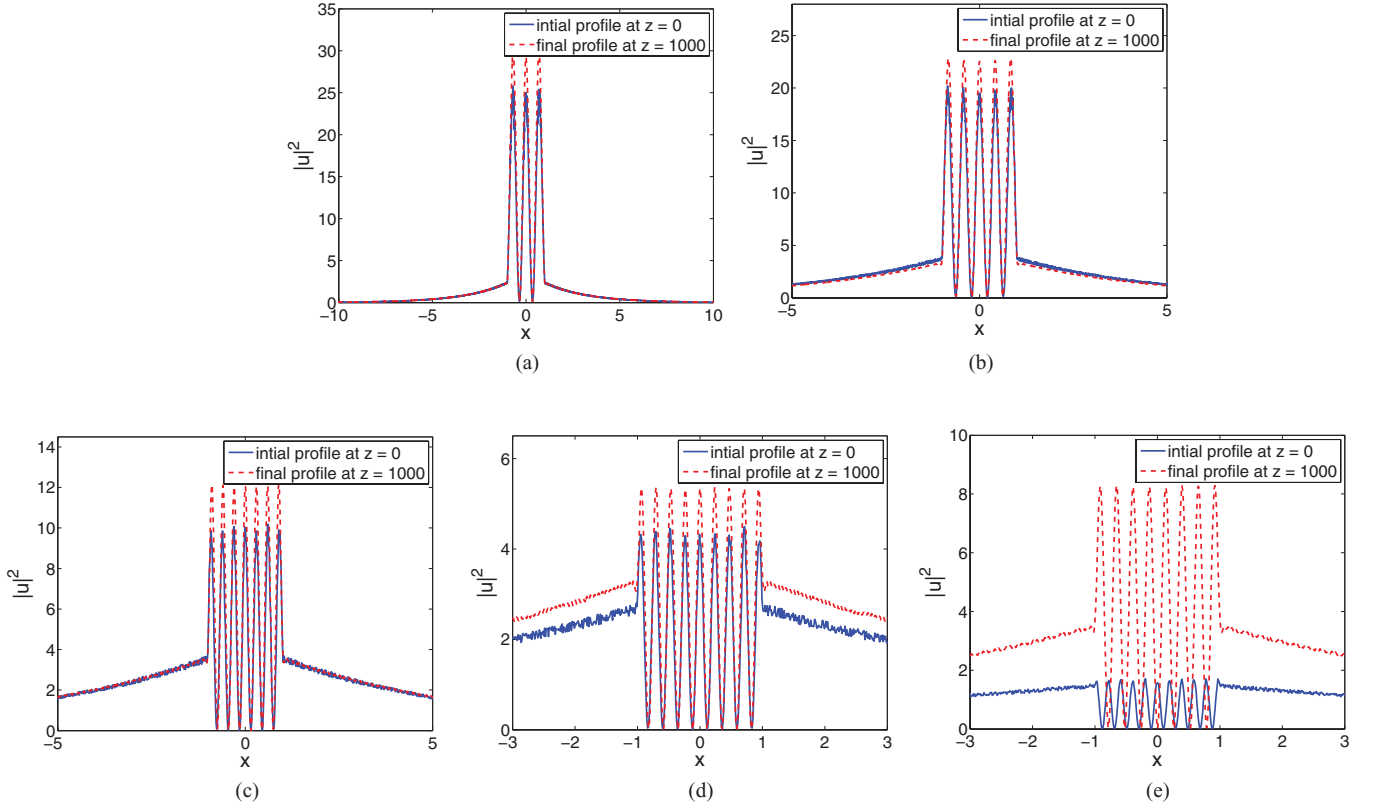 35
30
25
20
15
10
5
0
|u|²
−10
−5
0
5
10
x
intial profile at z = 0
final profile at z = 1000
(a)
25
20
15
10
5
0
|u|²
−5
0
5
x
intial profile at z = 0
final profile at z = 1000
(b)
14
12
10
8
6
4
2
0
|u|²
−5
0
5
x
intial profile at z = 0
final profile at z = 1000
(c)
6
4
2
0
|u|²
−3
−2
−1
0
1
2
3
x
intial profile at z = 0
final profile at z = 1000
(d)
10
8
6
4
2
0
|u|²
−3
−2
−1
0
1
2
3
x
intial profile at z = 0
final profile at z = 1000
(e)